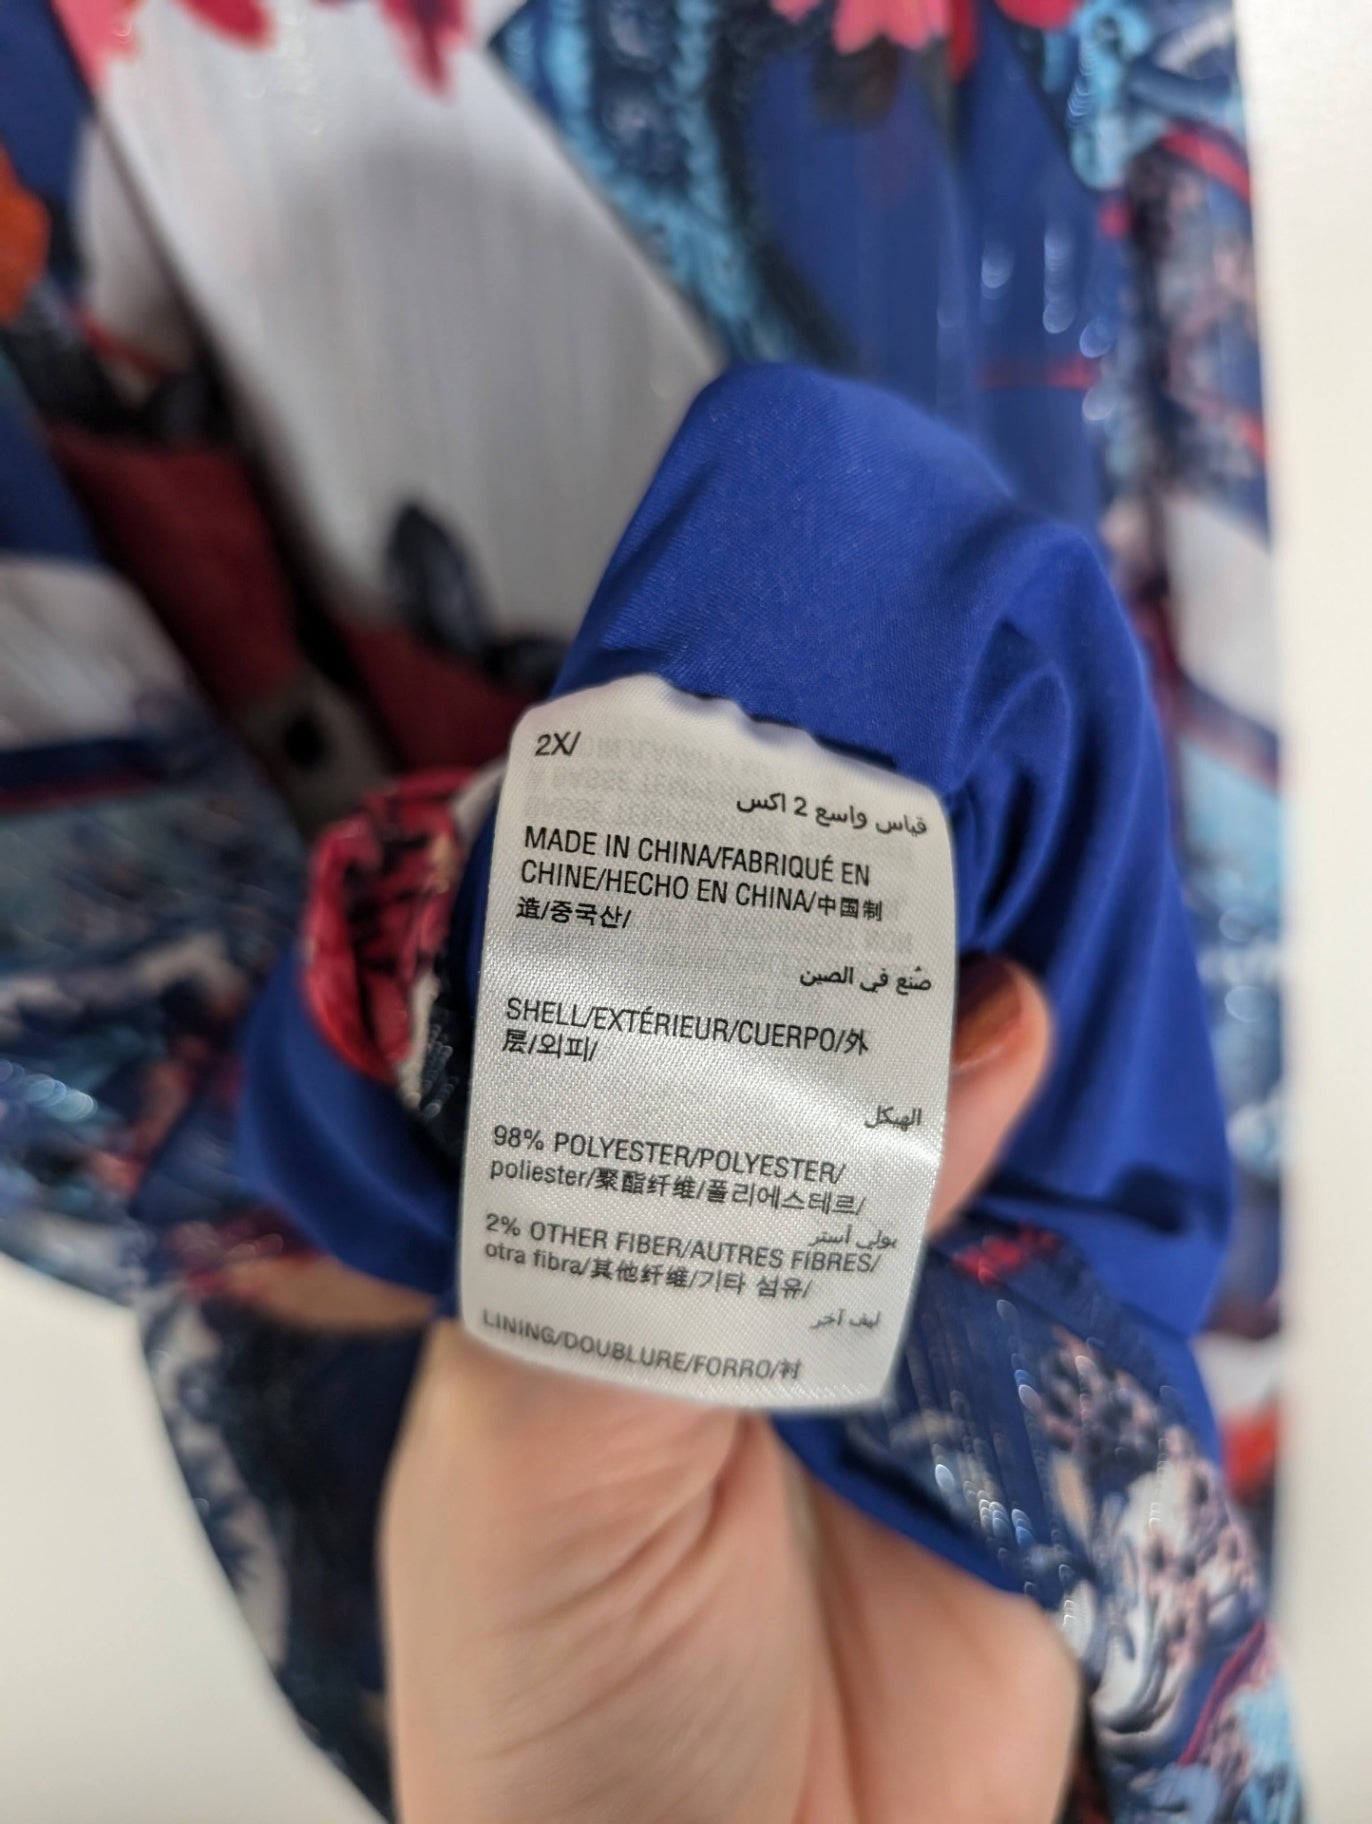 2X/
قياس واسع 2 اكس
MADE IN CHINA/FABRIQUÉ EN
CHINE/HECHO EN CHINA/中国制
造/중국산/
صُنع في الصين
SHELL/EXTÉRIEUR/CUERPO/外
层/외피/
الهيكل
98% POLYESTER/POLYESTER/
poliester/聚酯纤维/폴리에스테르/
بولي أستر
2% OTHER FIBER/AUTRES FIBRES/
otra fibra/其他纤维/기타 섬유/
ليف آخر
LINING/DOUBLURE/FORRO/衬